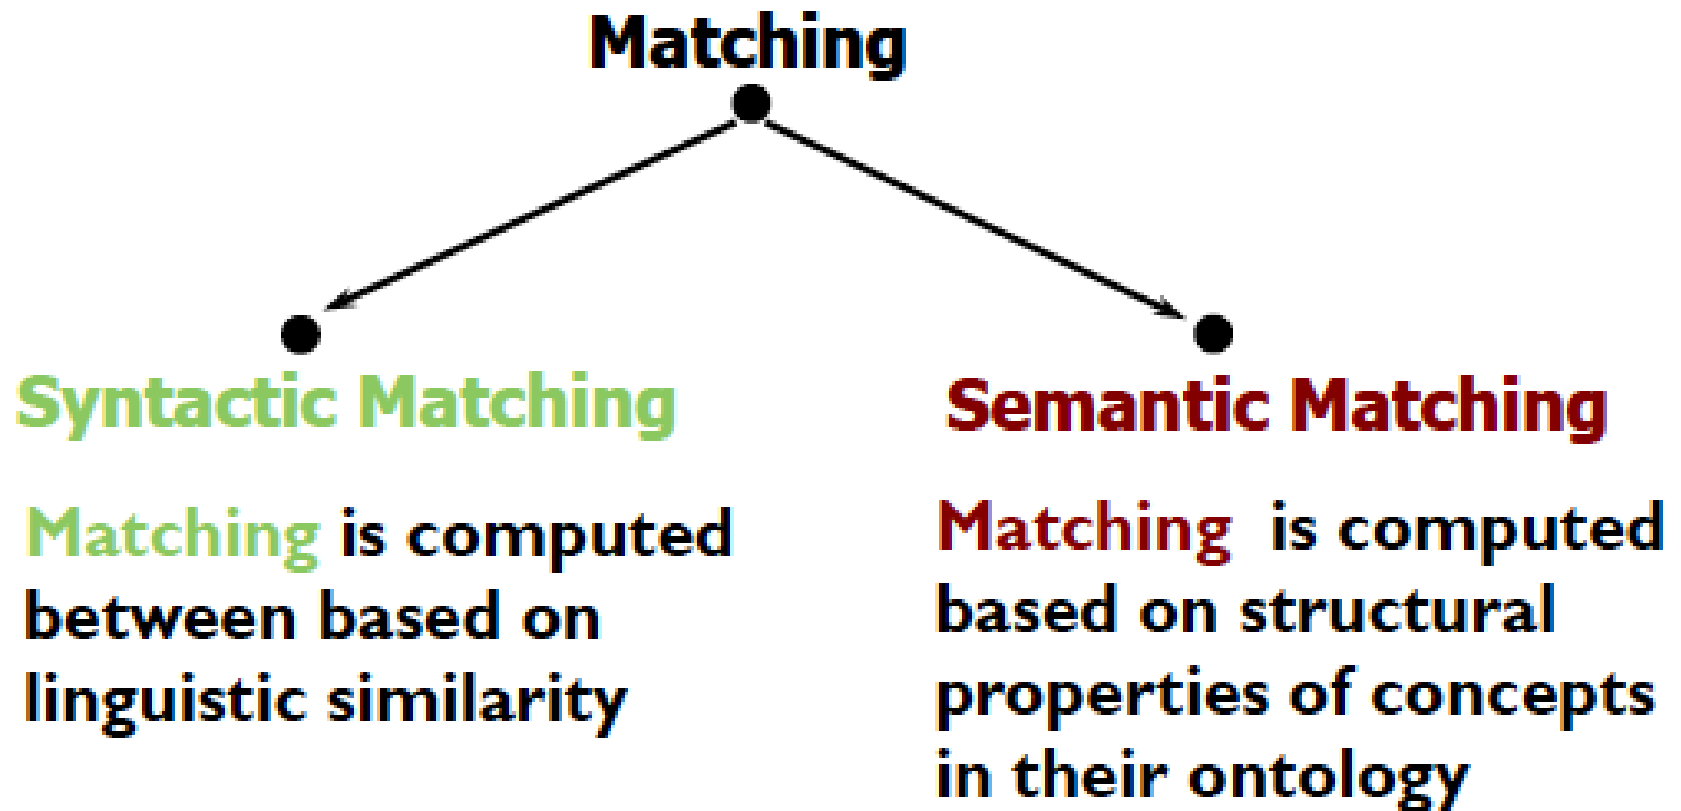 Matching
Syntactic Matching
Matching is computed
between based on
linguistic similarity
Semantic Matching
Matching is computed
based on structural
properties of concepts
in their ontology